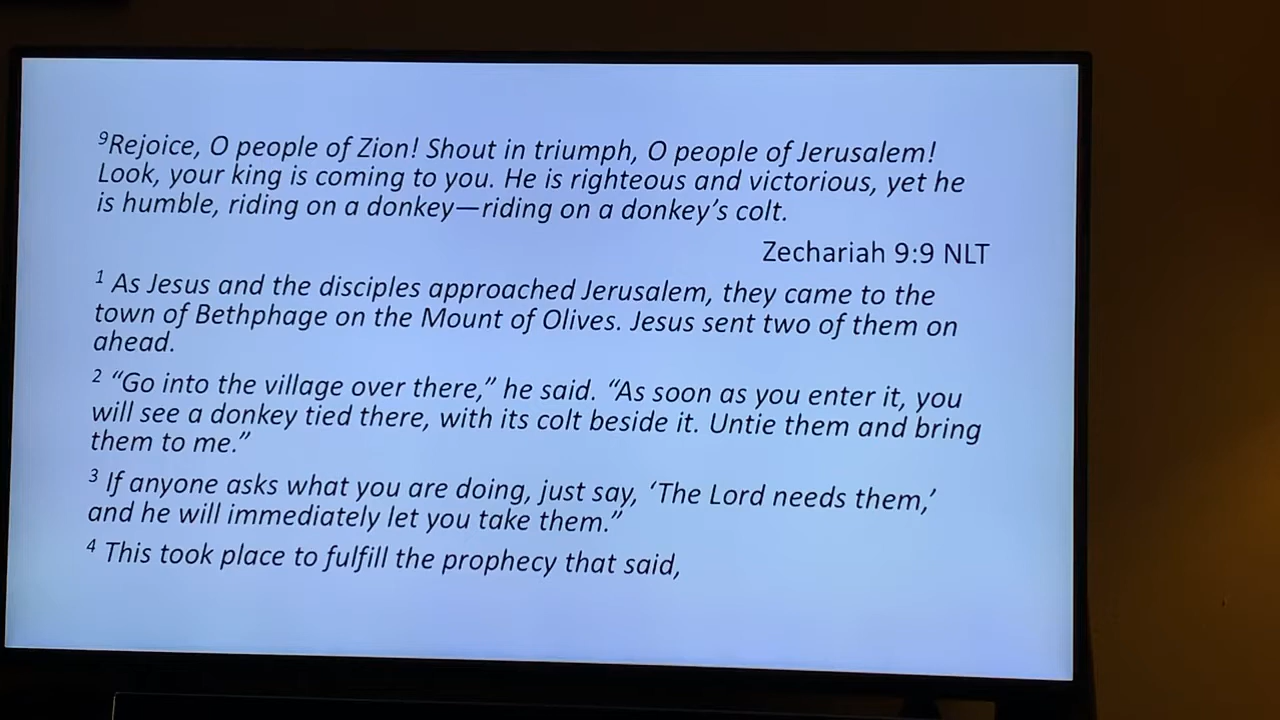 ⁹Rejoice, O people of Zion! Shout in triumph, O people of Jerusalem!
Look, your king is coming to you. He is righteous and victorious, yet he
is humble, riding on a donkey—riding on a donkey’s colt.
Zechariah 9:9 NLT
¹ As Jesus and the disciples approached Jerusalem, they came to the
town of Bethphage on the Mount of Olives. Jesus sent two of them on
ahead.
² “Go into the village over there,” he said. “As soon as you enter it, you
will see a donkey tied there, with its colt beside it. Untie them and bring
them to me.”
³ If anyone asks what you are doing, just say, ‘The Lord needs them,’
and he will immediately let you take them.”
⁴ This took place to fulfill the prophecy that said,